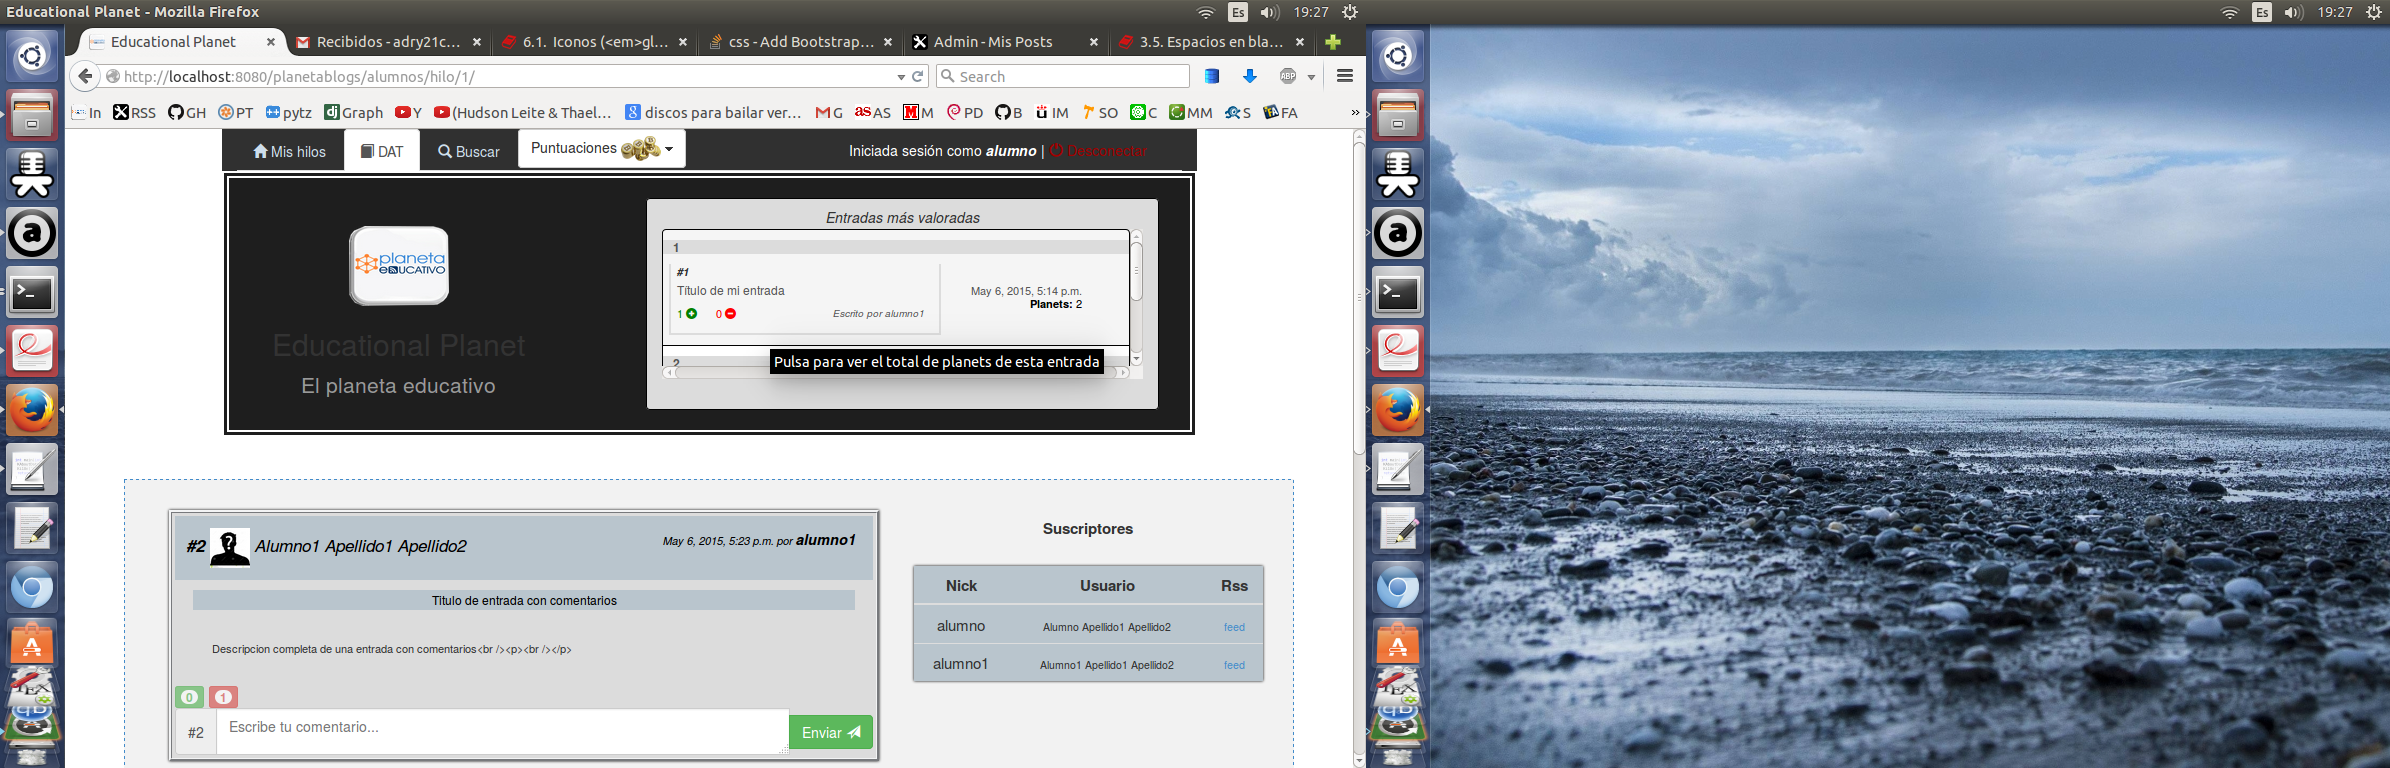 Educational Planet - Mozilla Firefox
Es
19:27
Es
19:27
Educational Planet
Recibidos - adry21c...
6.1. Iconos (<em>gl...
css - Add Bootstrap...
Admin - Mis Posts
3.5. Espacios en bla...
http://localhost:8080/planetablogs/alumnos/hilo/1/
Search
ABP
In
RSS
GH
PT
pytz
dj Graph
Y
(Hudson Leite & Thael...
discos para bailar ver...
G
as AS
M M
PD
B
IM
SO
C
MM
S
FA
»
Mis hilos
DAT
Buscar
Puntuaciones
Iniciada sesión como alumno | Desconectar
planeta
eDUCATIVO
Educational Planet
El planeta educativo
Entradas más valoradas
1
#1
Título de mi entrada
1
0
Escrito por alumno1
May 6, 2015, 5:14 p.m.
Planets: 2
2
Pulsa para ver el total de planets de esta entrada
#2
Alumno1 Apellido1 Apellido2
May 6, 2015, 5:23 p.m. por alumno1
Titulo de entrada con comentarios
Descripcion completa de una entrada con comentarios<br /><p><br /></p>
0
1
#2
Escribe tu comentario...
Enviar
Suscriptores
Nick Usuario Rss
alumno Alumno Apellido1 Apellido2 feed
alumno1 Alumno1 Apellido1 Apellido2 feed